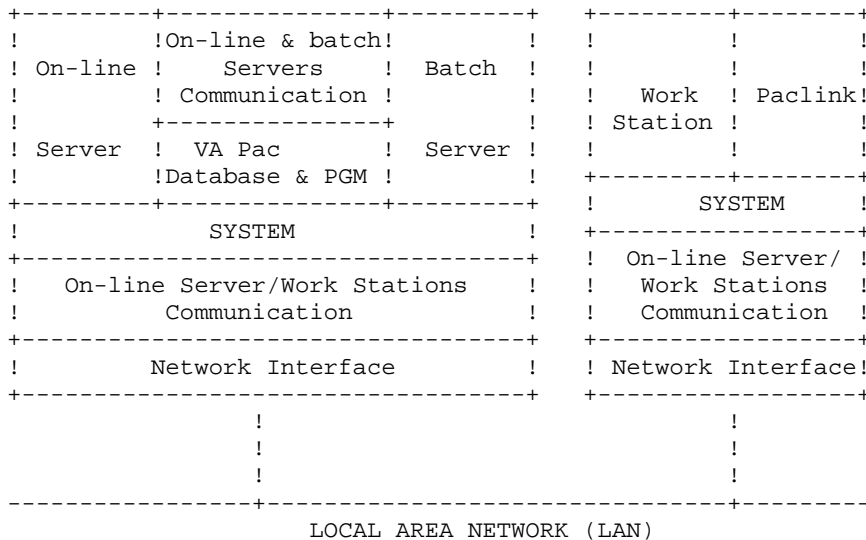 On-line & batch
On-line Servers Batch
Communication Work Paclink
Station
Server VA Pac Server
Database & PGM
SYSTEM
SYSTEM
On-line Server/
On-line Server/Work Stations Work Stations
Communication Communication
Network Interface Network Interface
LOCAL AREA NETWORK (LAN)